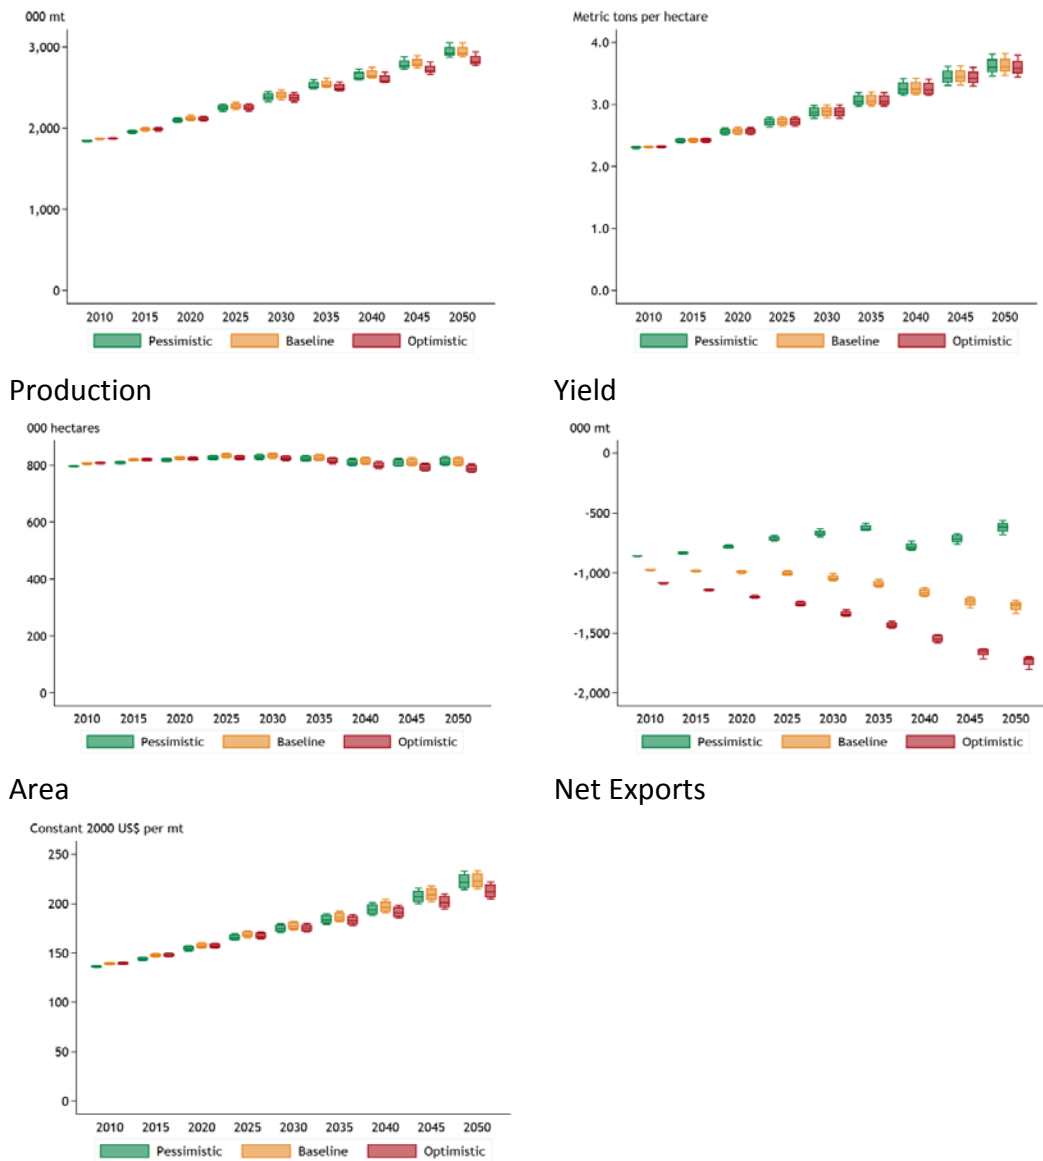 000 mt
3,000
2,000
1,000
0
2010 2015 2020 2025 2030 2035 2040 2045 2050
Pessimistic Baseline Optimistic
Production
Metric tons per hectare
4.0
3.0
2.0
1.0
0.0
2010 2015 2020 2025 2030 2035 2040 2045 2050
Pessimistic Baseline Optimistic
Yield
000 hectares
800
600
400
200
0
2010 2015 2020 2025 2030 2035 2040 2045 2050
Pessimistic Baseline Optimistic
Area
000 mt
0
-500
-1,000
-1,500
-2,000
2010 2015 2020 2025 2030 2035 2040 2045 2050
Pessimistic Baseline Optimistic
Net Exports
Constant 2000 US$ per mt
250
200
150
100
50
0
2010 2015 2020 2025 2030 2035 2040 2045 2050
Pessimistic Baseline Optimistic